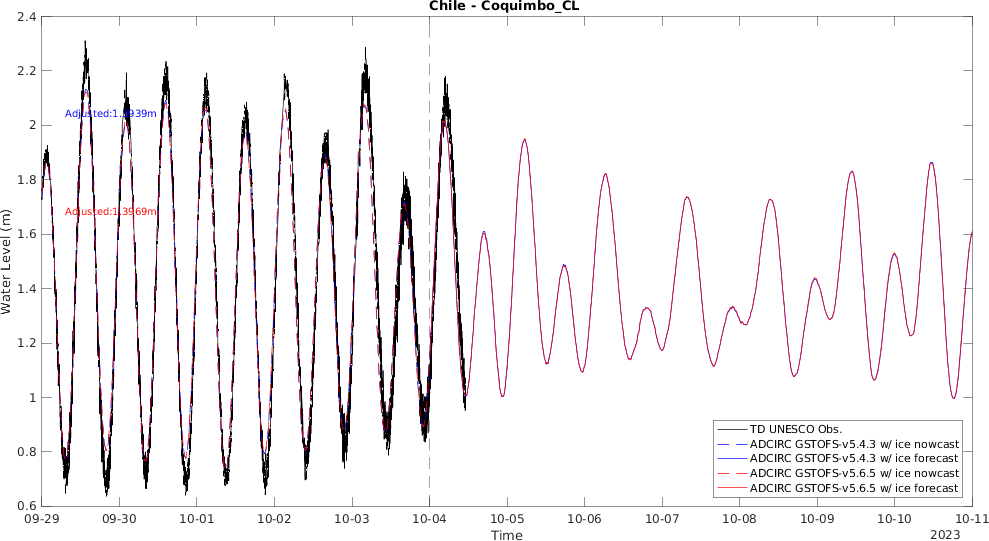 Chile - Coquimbo_CL
2.4
2.2
2
1.8
1.6
1.4
1.2
1
0.8
0.6
Water Level (m)
Adjusted:1.3939m
Adjusted:1.3969m
TD UNESCO Obs.
ADCIRC GSTOFS-v5.4.3 w/ ice nowcast
ADCIRC GSTOFS-v5.4.3 w/ ice forecast
ADCIRC GSTOFS-v5.6.5 w/ ice nowcast
ADCIRC GSTOFS-v5.6.5 w/ ice forecast
09-29 09-30 10-01 10-02 10-03 10-04 10-05 10-06 10-07 10-08 10-09 10-10 10-11
Time
2023